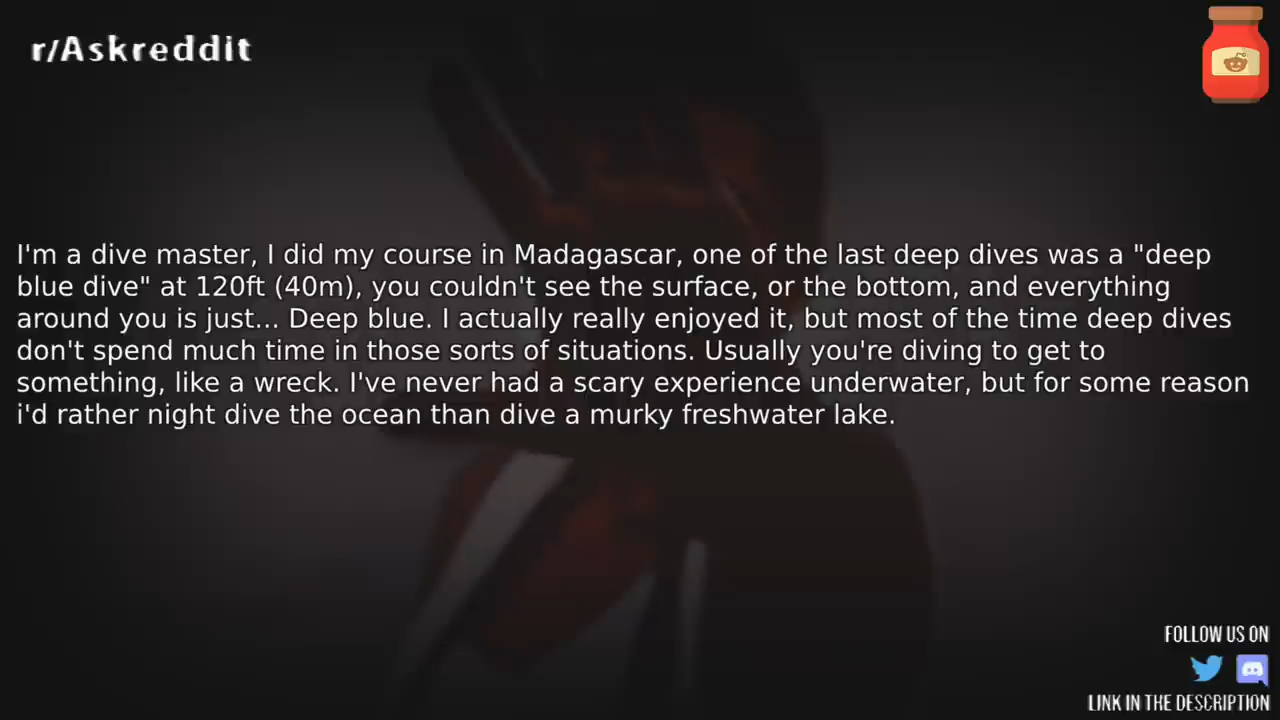 r/Askreddit
I'm a dive master, I did my course in Madagascar, one of the last deep dives was a "deep
blue dive" at 120ft (40m), you couldn't see the surface, or the bottom, and everything
around you is just... Deep blue. I actually really enjoyed it, but most of the time deep dives
don't spend much time in those sorts of situations. Usually you're diving to get to
something, like a wreck. I've never had a scary experience underwater, but for some reason
i'd rather night dive the ocean than dive a murky freshwater lake.
FOLLOW US ON
LINK IN THE DESCRIPTION